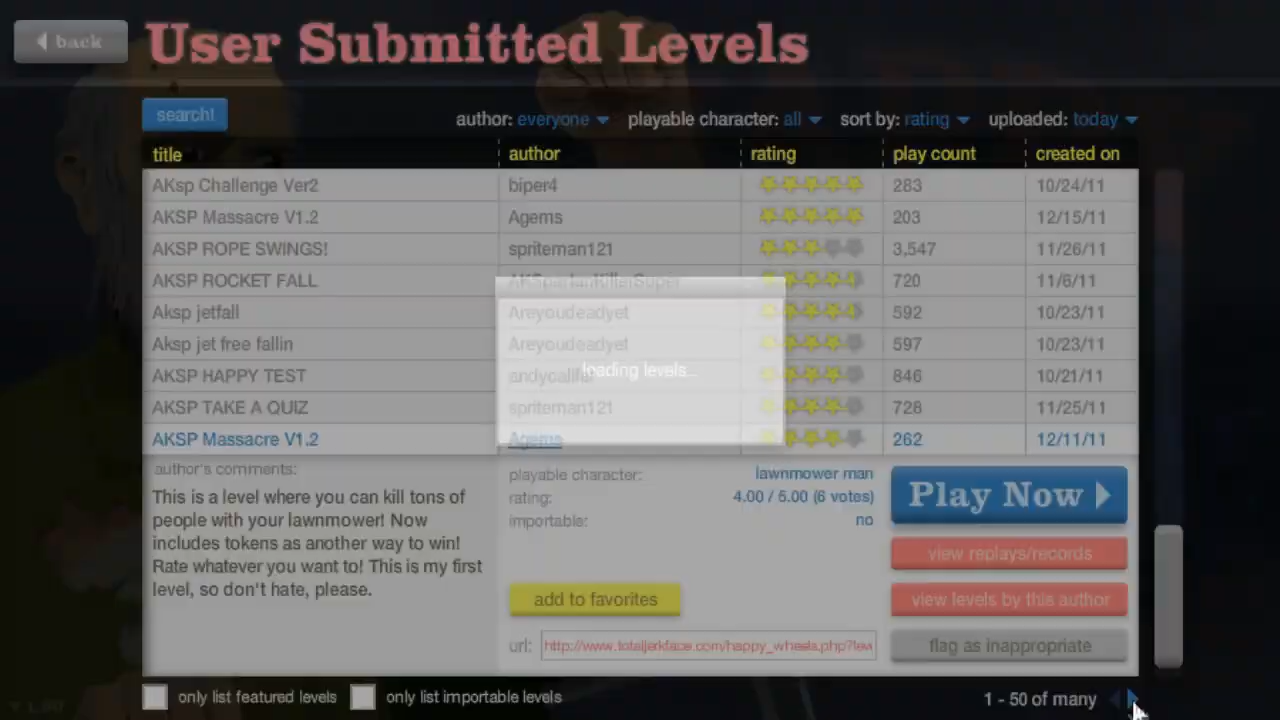 back
User Submitted Levels
search!
author: everyone playable character: all sort by: rating uploaded: today
title author rating play count created on
AKsp Challenge Ver2 biper4 283 10/24/11
AKSP Massacre V1.2 Agems 203 12/15/11
AKSP ROPE SWINGS! spriteman121 3,547 11/26/11
AKSP ROCKET FALL AKSpartanKillerSuper 720 11/6/11
Aksp jetfall Areyoudeadyet 592 10/23/11
Aksp jet free fallin Areyoudeadyet 597 10/23/11
loading levels...
AKSP HAPPY TEST 846 10/21/11
AKSP TAKE A QUIZ spriteman121 728 11/25/11
AKSP Massacre V1.2 Agems 262 12/11/11
author's comments:
This is a level where you can kill tons of
people with your lawnmower! Now
includes tokens as another way to win!
Rate whatever you want to! This is my first
level, so don't hate, please.
playable character: lawnmower man
rating: 4.00 / 5.00 (6 votes)
importable: no
add to favorites
url: http://www.totaljerkface.com/happy_wheels.php?lev
Play Now
view replays/records
view levels by this author
flag as inappropriate
only list featured levels only list importable levels
1 - 50 of many